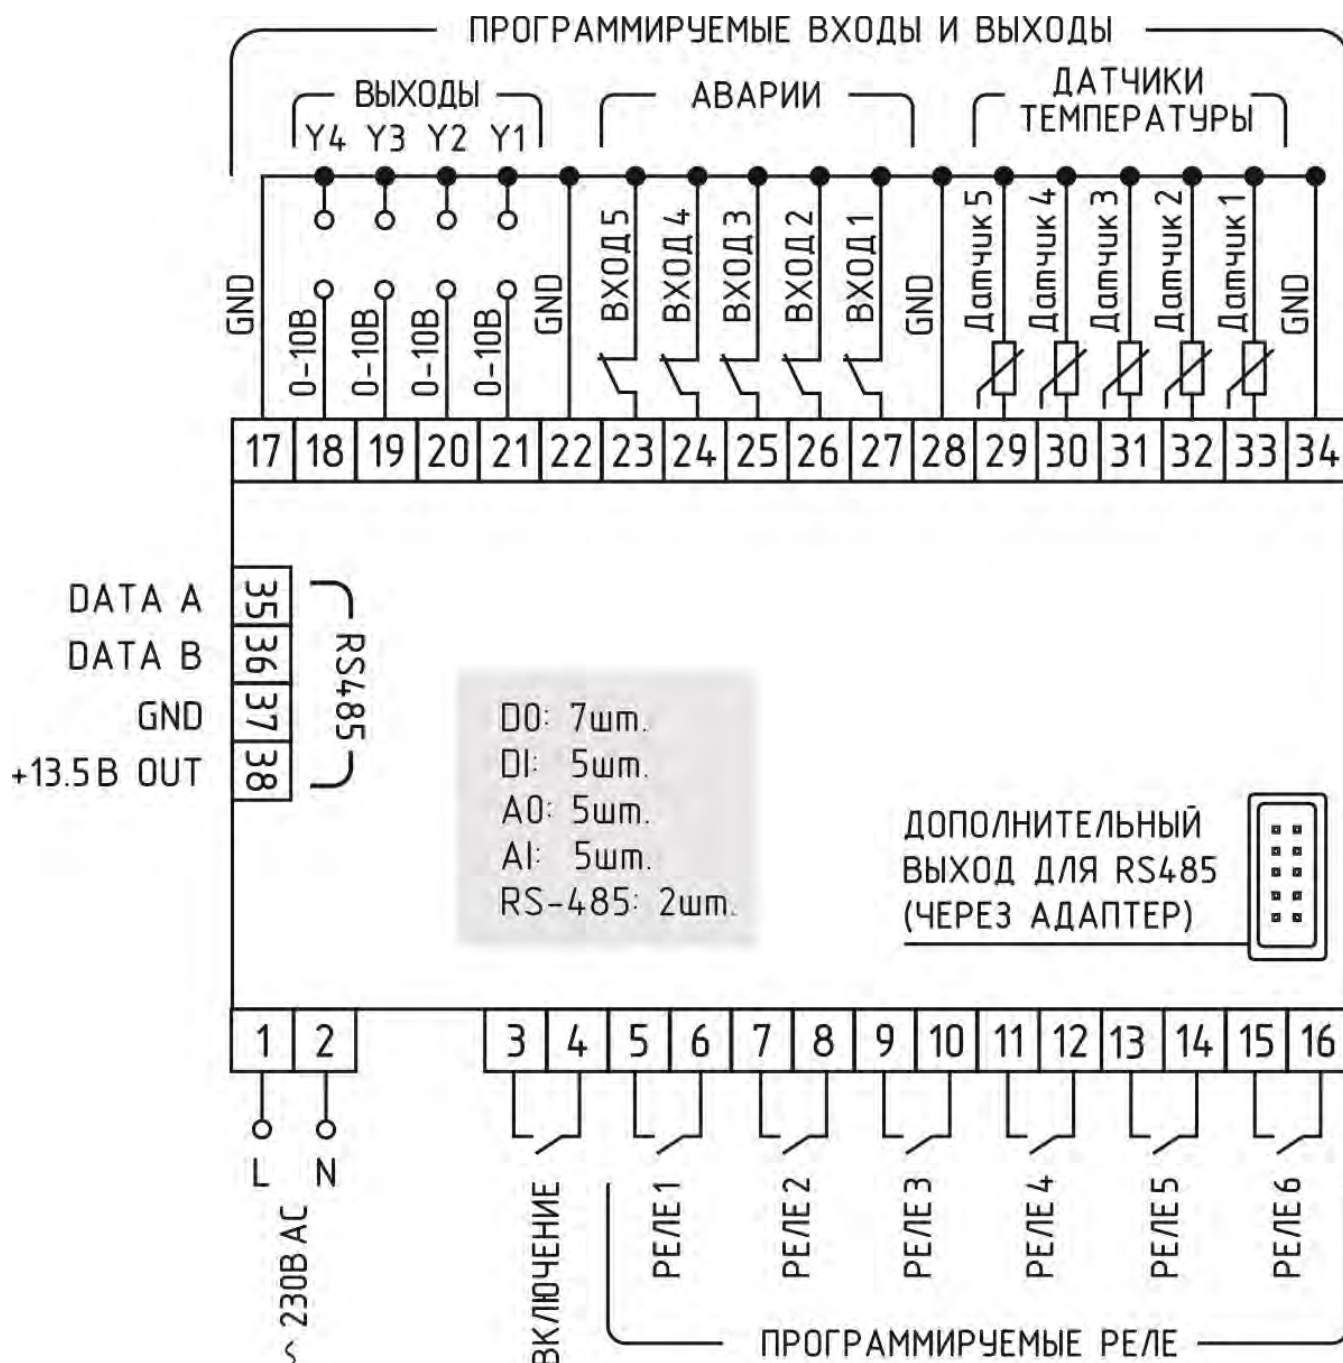 ПРОГРАММИРУЕМЫЕ ВХОДЫ И ВЫХОДЫ
ВЫХОДЫ
АВАРИИ
ДАТЧИКИ
ТЕМПЕРАТУРЫ
Y4 Y3 Y2 Y1
GND
0-10В
0-10В
0-10В
0-10В
GND
ВХОД 5
ВХОД 4
ВХОД 3
ВХОД 2
ВХОД 1
GND
Датчик 5
Датчик 4
Датчик 3
Датчик 2
Датчик 1
GND
17 18 19 20 21 22 23 24 25 26 27 28 29 30 31 32 33 34
DATA A 35
DATA B 36
GND 37
+13.5В OUT 38
RS485
DO: 7шт.
DI: 5шт.
AO: 5шт.
AI: 5шт.
RS-485: 2шт.
ДОПОЛНИТЕЛЬНЫЙ
ВЫХОД ДЛЯ RS485
(ЧЕРЕЗ АДАПТЕР)
1 2 3 4 5 6 7 8 9 10 11 12 13 14 15 16
L N
~ 230В AC
ВКЛЮЧЕНИЕ
РЕЛЕ 1
РЕЛЕ 2
РЕЛЕ 3
РЕЛЕ 4
РЕЛЕ 5
РЕЛЕ 6
ПРОГРАММИРУЕМЫЕ РЕЛЕ